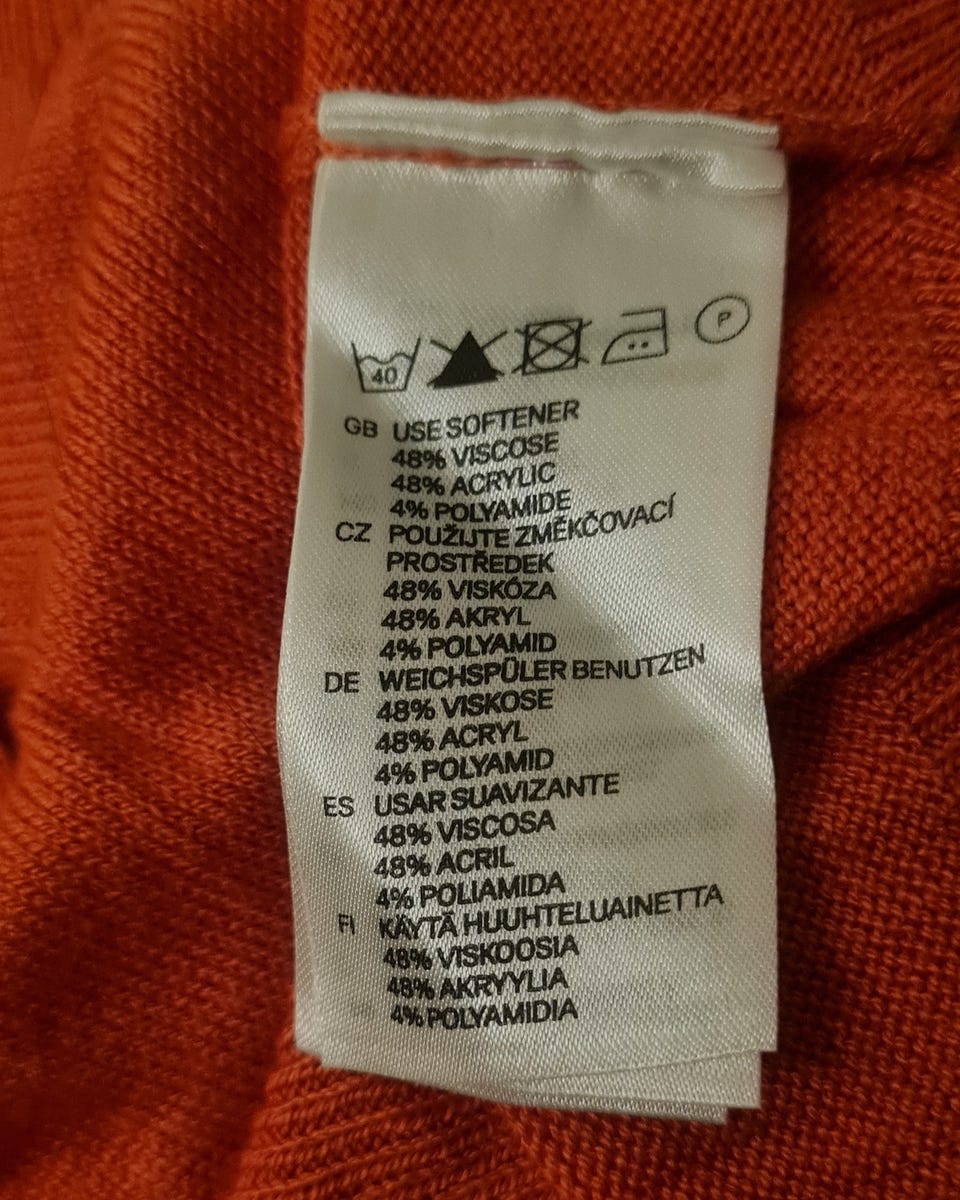 40 P
GB USE SOFTENER
48% VISCOSE
48% ACRYLIC
4% POLYAMIDE
CZ POUŽIJTE ZMĚKČOVACÍ
PROSTŘEDEK
48% VISKÓZA
48% AKRYL
4% POLYAMID
DE WEICHSPÜLER BENUTZEN
48% VISKOSE
48% ACRYL
4% POLYAMID
ES USAR SUAVIZANTE
48% VISCOSA
48% ACRIL
4% POLIAMIDA
FI KÄYTÄ HUUHTELUAINETTA
48% VISKOOSIA
48% AKRYYLIA
4% POLYAMIDIA